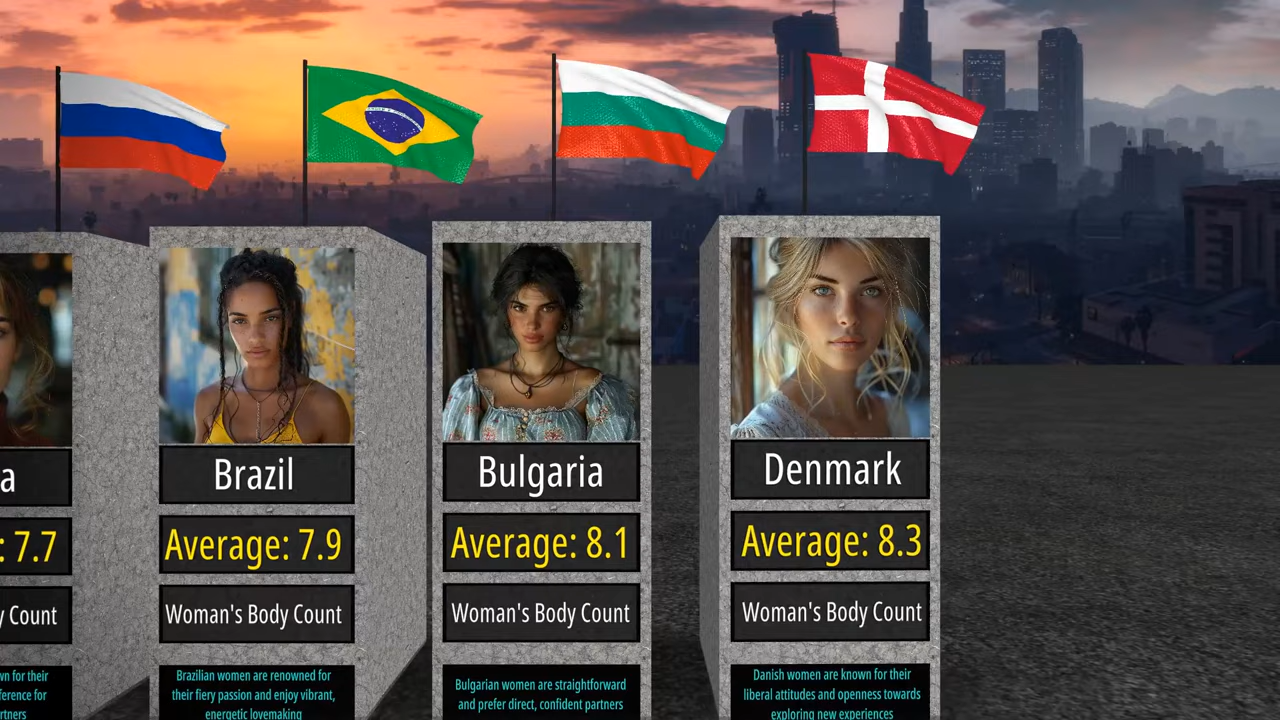 a
: 7.7
y Count
wn for their
ference for
rtners
Brazil
Average: 7.9
Woman's Body Count
Brazilian women are renowned for
their fiery passion and enjoy vibrant,
energetic lovemaking
Bulgaria
Average: 8.1
Woman's Body Count
Bulgarian women are straightforward
and prefer direct, confident partners
Denmark
Average: 8.3
Woman's Body Count
Danish women are known for their
liberal attitudes and openness towards
exploring new experiences